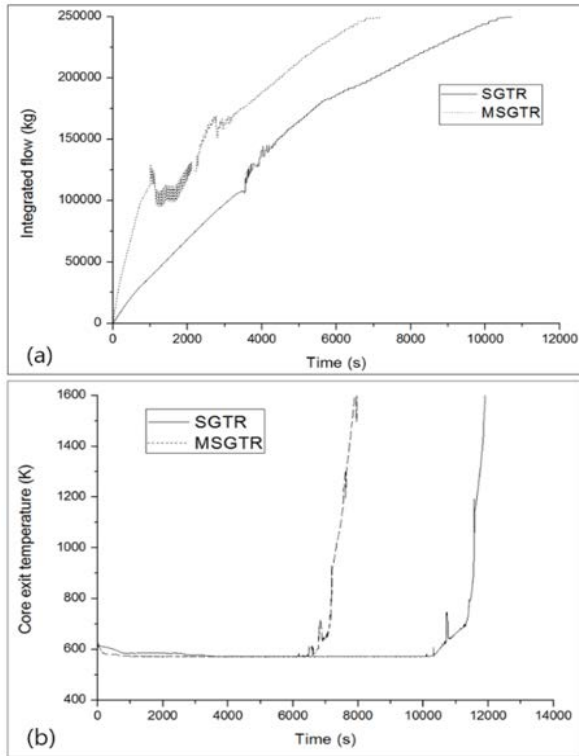 250000
200000
150000
100000
50000
0
Integrated flow (kg)
SGTR
MSGTR
0 2000 4000 6000 8000 10000 12000
(a)
Time (s)
1600
1400
1200
1000
800
600
400
Core exit temperature (K)
SGTR
MSGTR
0 2000 4000 6000 8000 10000 12000 14000
(b)
Time (s)